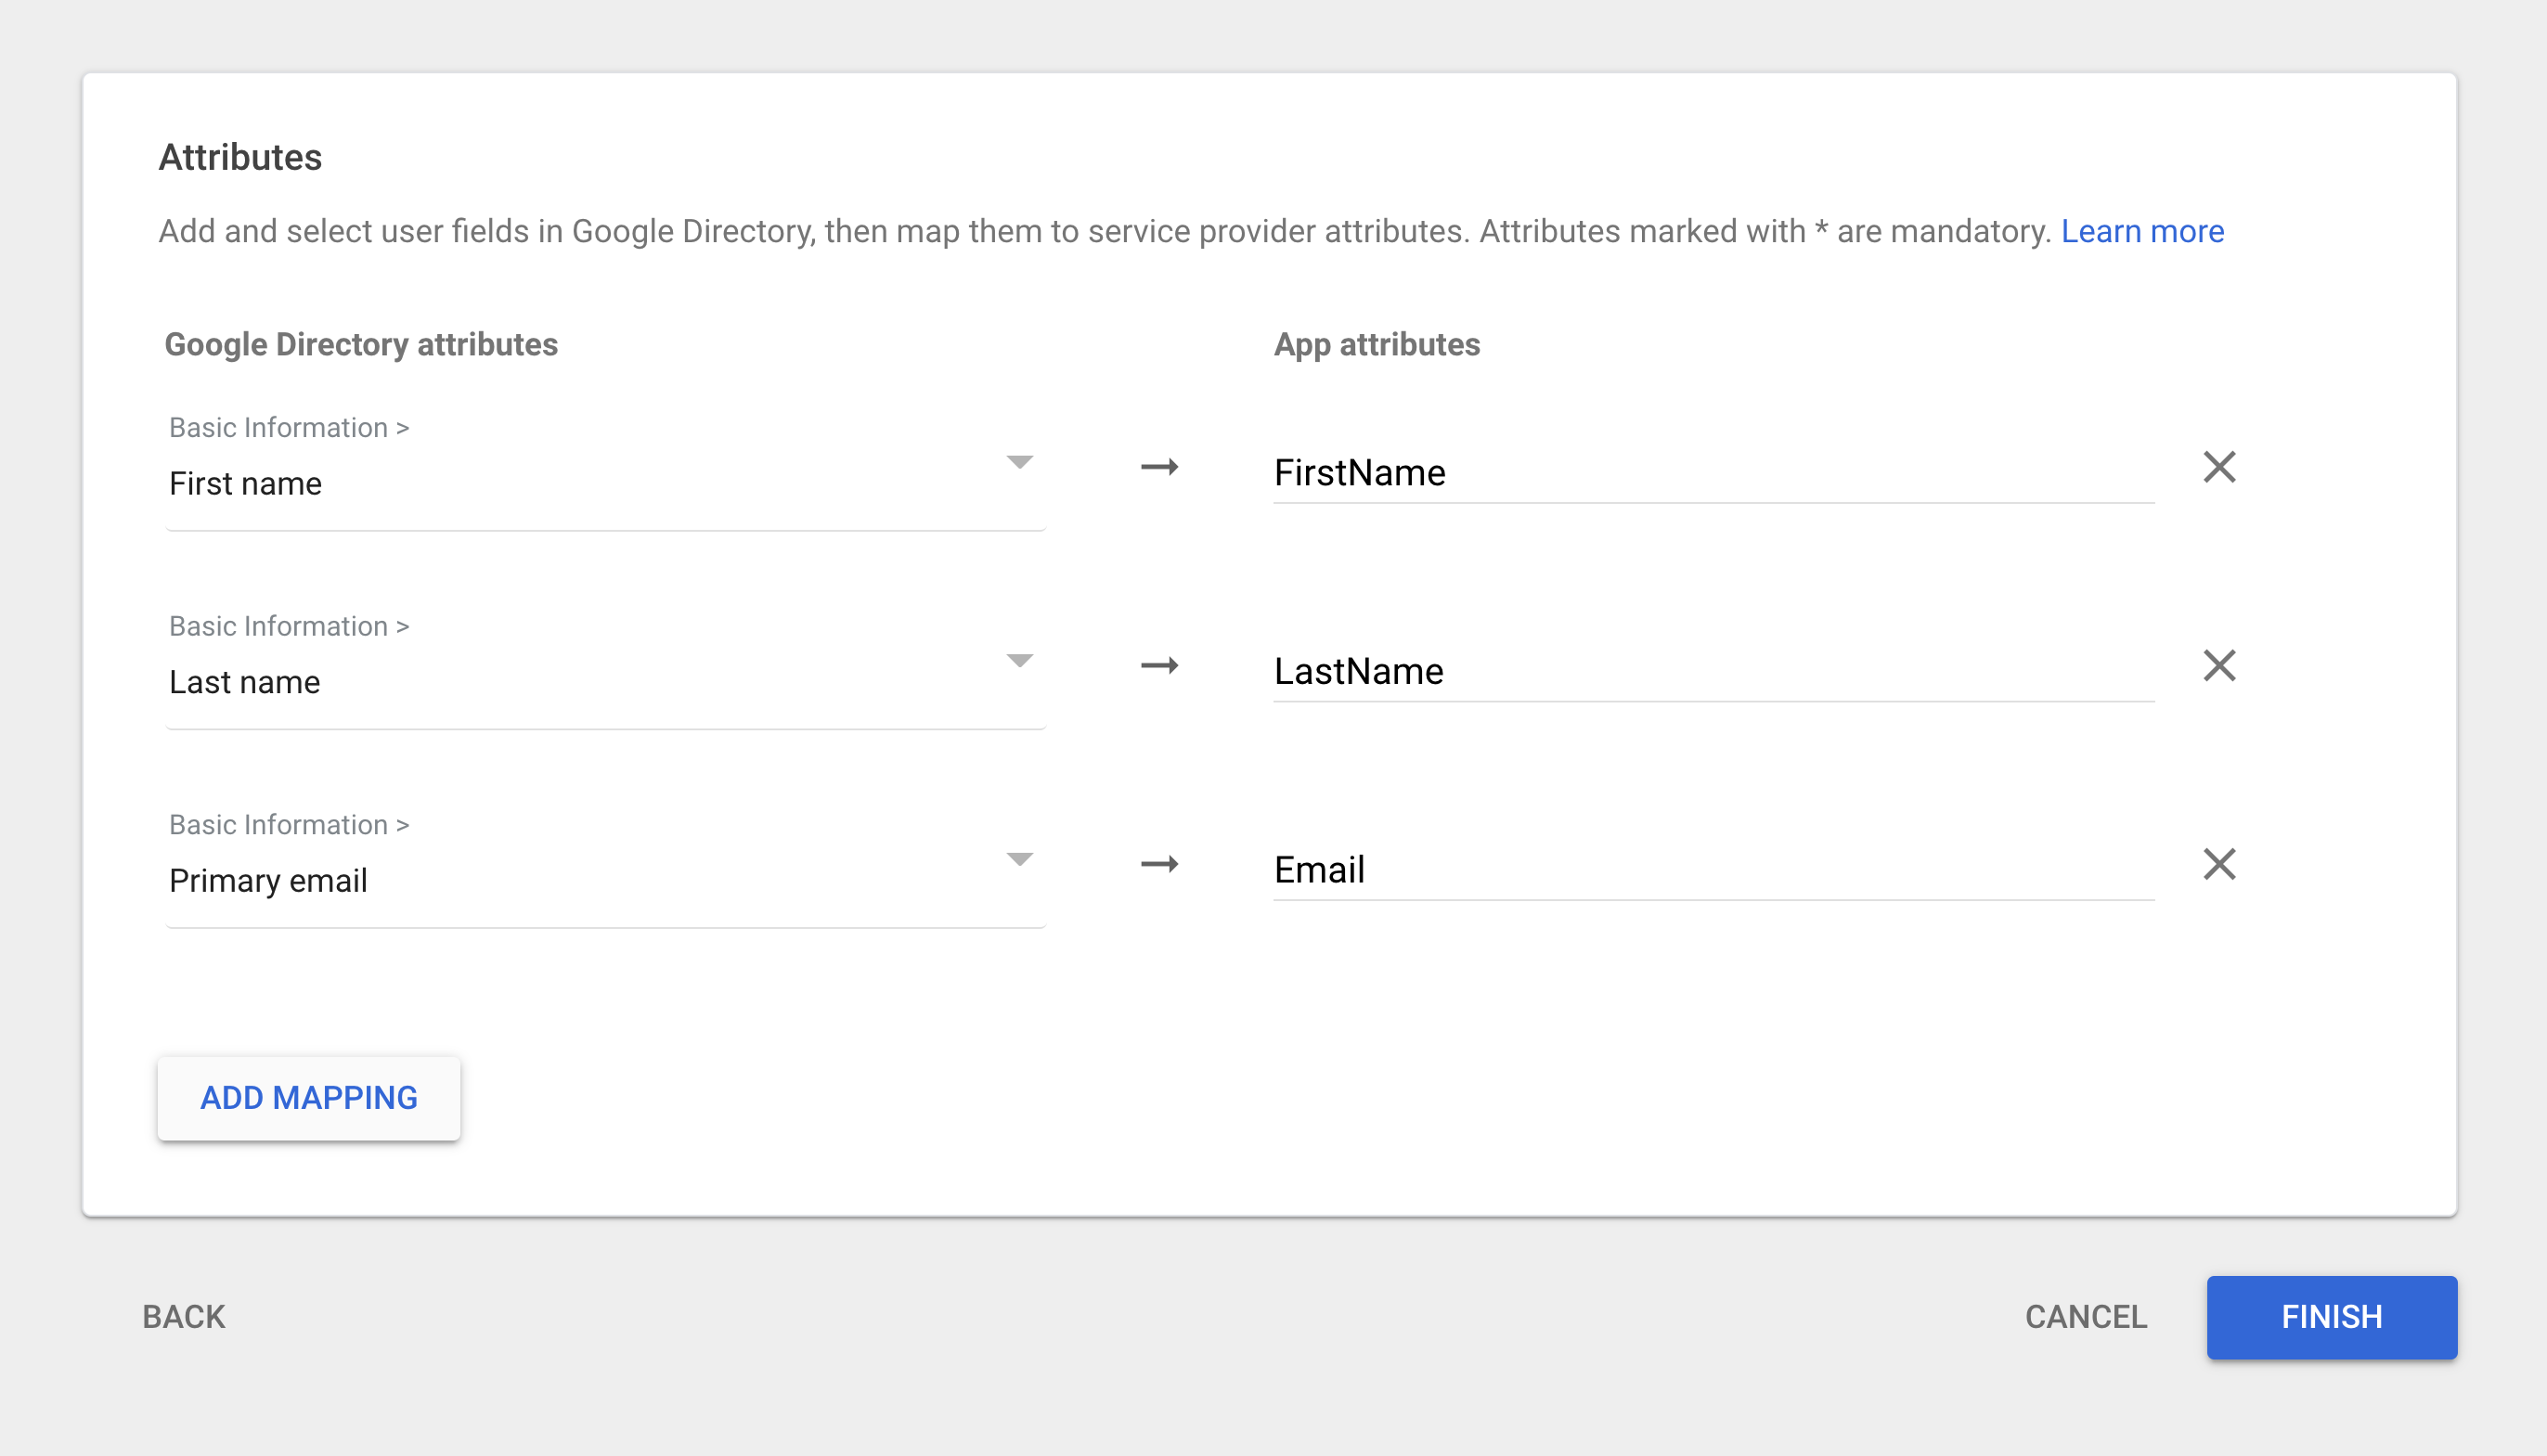 Attributes
Add and select user fields in Google Directory, then map them to service provider attributes. Attributes marked with * are mandatory. Learn more
Google Directory attributes
App attributes
Basic Information >
First name
FirstName
Basic Information >
Last name
LastName
Basic Information >
Primary email
Email
ADD MAPPING
BACK
CANCEL
FINISH